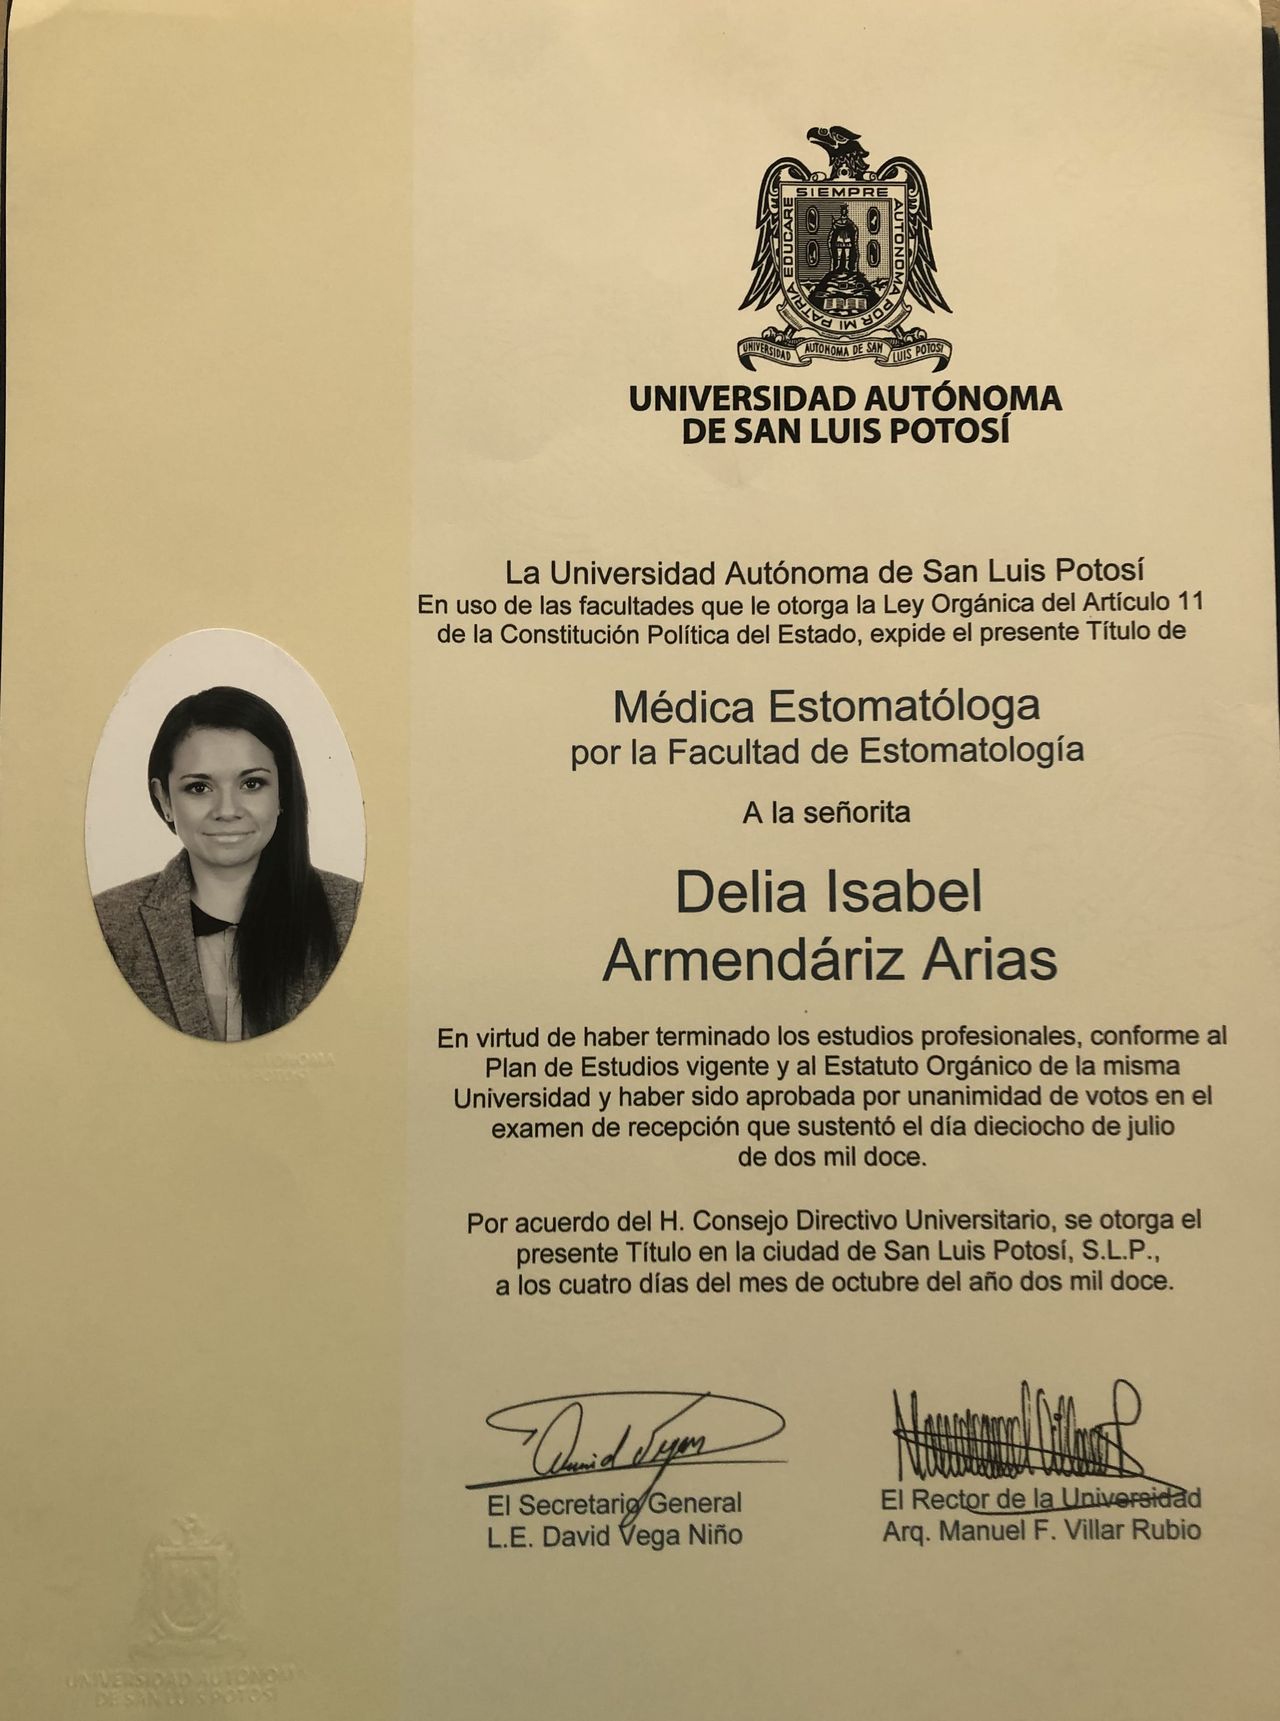 SIEMPRE AUTONOMA POR MI PATRIA EDUCARE
UNIVERSIDAD AUTONOMA DE SAN LUIS POTOSI
UNIVERSIDAD AUTÓNOMA
DE SAN LUIS POTOSÍ
La Universidad Autónoma de San Luis Potosí
En uso de las facultades que le otorga la Ley Orgánica del Artículo 11
de la Constitución Política del Estado, expide el presente Título de
Médica Estomatóloga
por la Facultad de Estomatología
A la señorita
Delia Isabel
Armendáriz Arias
En virtud de haber terminado los estudios profesionales, conforme al
Plan de Estudios vigente y al Estatuto Orgánico de la misma
Universidad y haber sido aprobada por unanimidad de votos en el
examen de recepción que sustentó el día dieciocho de julio
de dos mil doce.
Por acuerdo del H. Consejo Directivo Universitario, se otorga el
presente Título en la ciudad de San Luis Potosí, S.L.P.,
a los cuatro días del mes de octubre del año dos mil doce.
El Secretario General
L.E. David Vega Niño
El Rector de la Universidad
Arq. Manuel F. Villar Rubio
UNIVERSIDAD AUTÓNOMA
DE SAN LUIS POTOSÍ